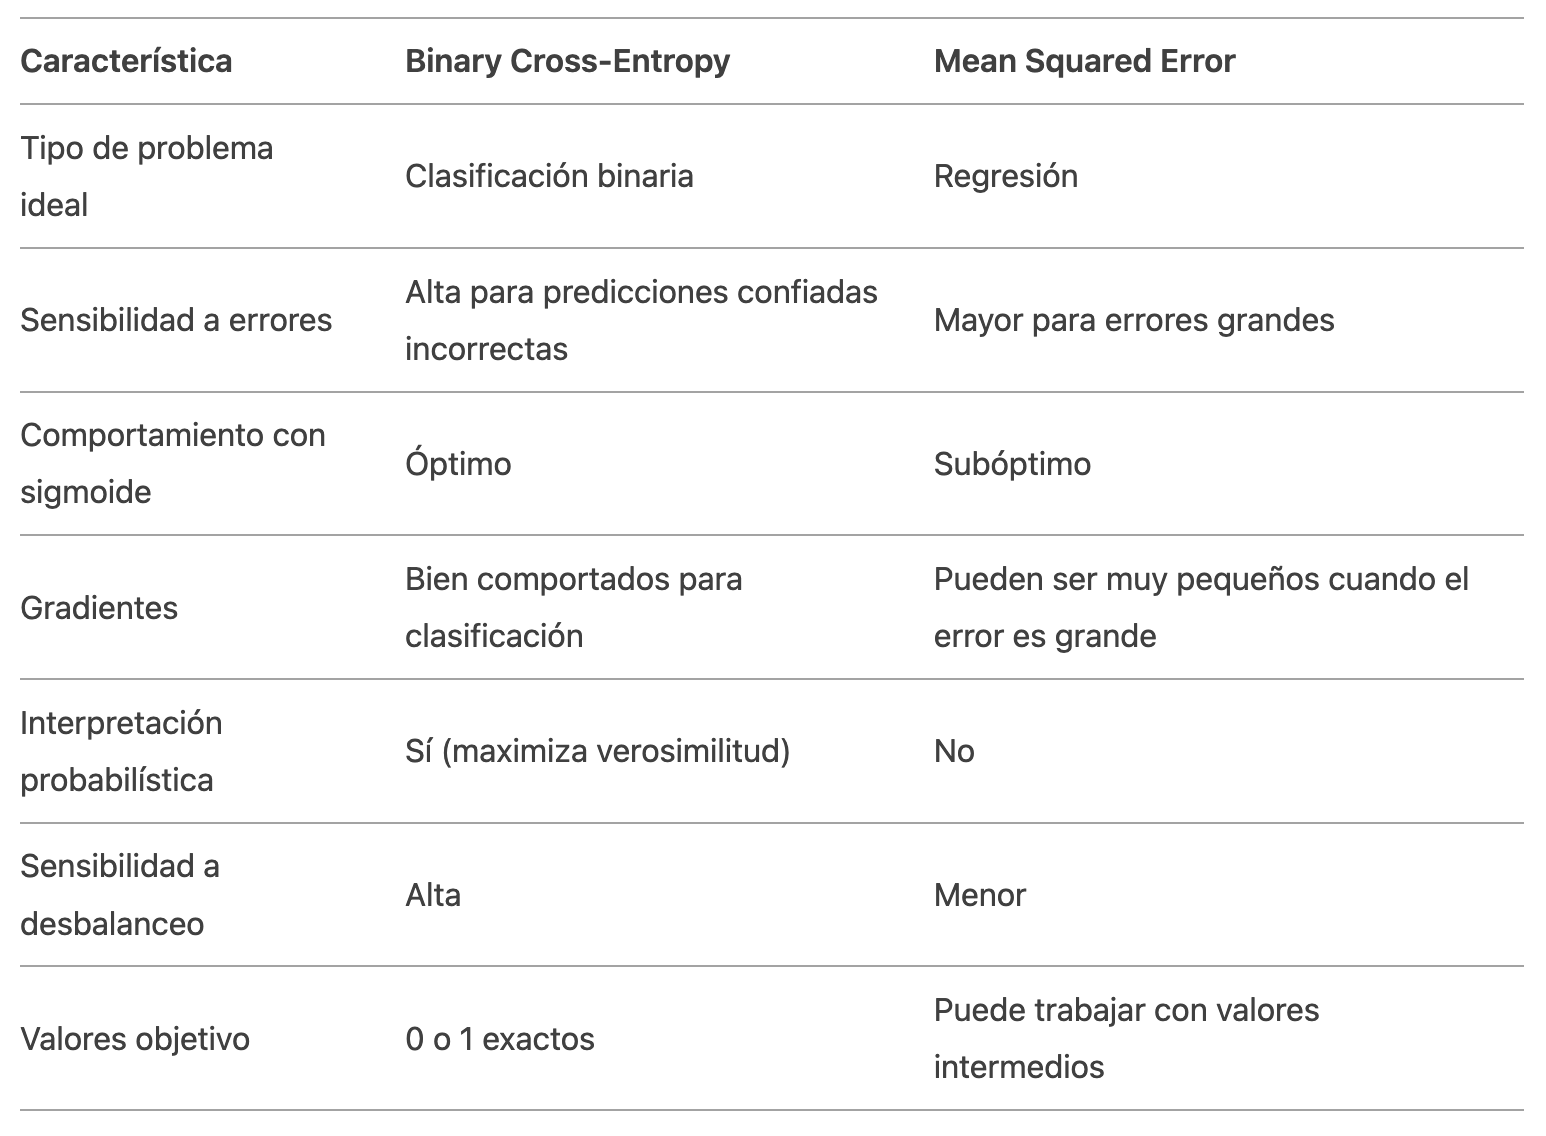 Característica
Binary Cross-Entropy
Mean Squared Error
Tipo de problema
ideal
Clasificación binaria
Regresión
Sensibilidad a errores
Alta para predicciones confiadas
incorrectas
Mayor para errores grandes
Comportamiento con
sigmoide
Óptimo
Subóptimo
Gradientes
Bien comportados para
clasificación
Pueden ser muy pequeños cuando el
error es grande
Interpretación
probabilística
Sí (maximiza verosimilitud)
No
Sensibilidad a
desbalanceo
Alta
Menor
Valores objetivo
0 o 1 exactos
Puede trabajar con valores
intermedios